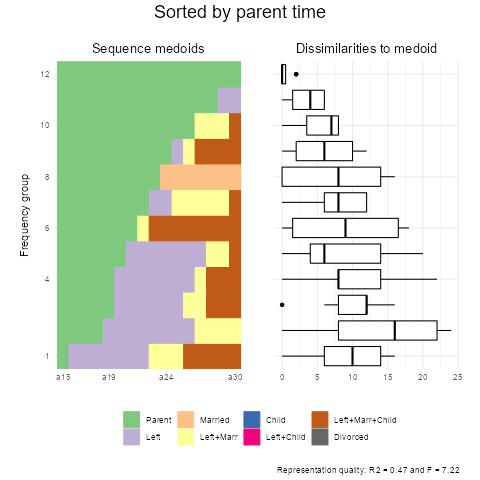 Sorted by parent time
Sequence medoids
Dissimilarities to medoid
Frequency group
12
10
8
6
4
1
a15 a19 a24 a30
0 5 10 15 20 25
Parent Married Child Left+Marr+Child
Left Left+Marr Left+Child Divorced
Representation quality: R2 = 0.47 and F = 7.22